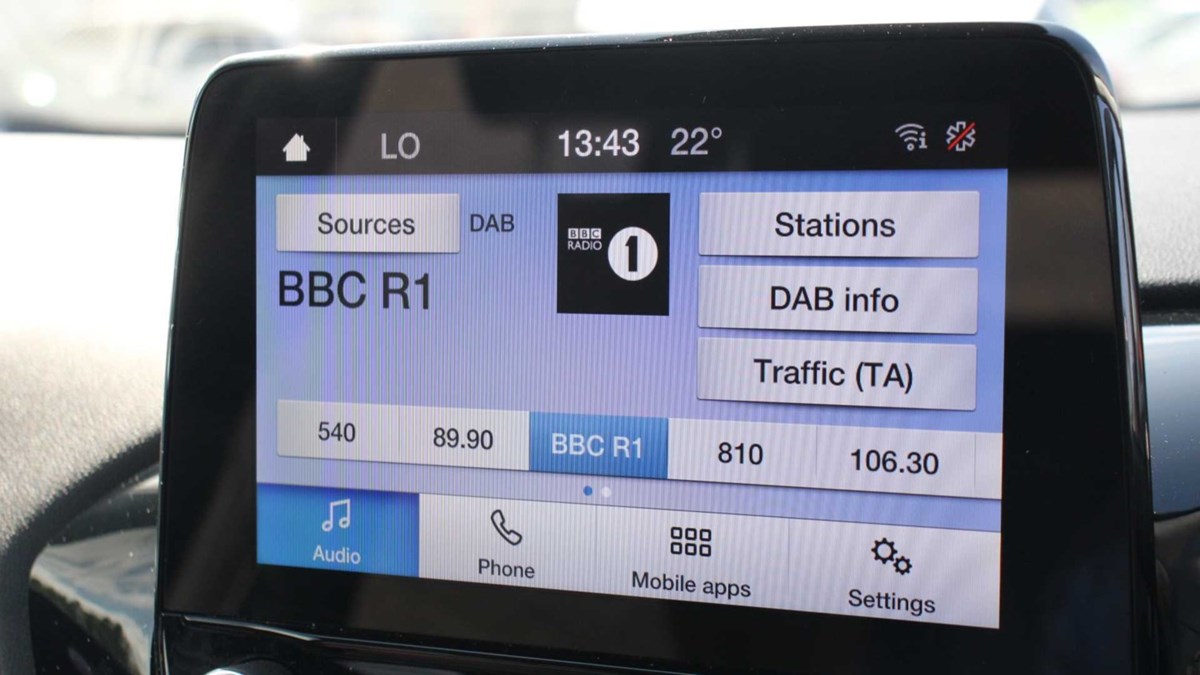 LO 13:43 22°
Sources DAB
BBC
RADIO 1
Stations
BBC R1
DAB info
Traffic (TA)
540 89.90 BBC R1 810 106.30
Audio Phone Mobile apps Settings